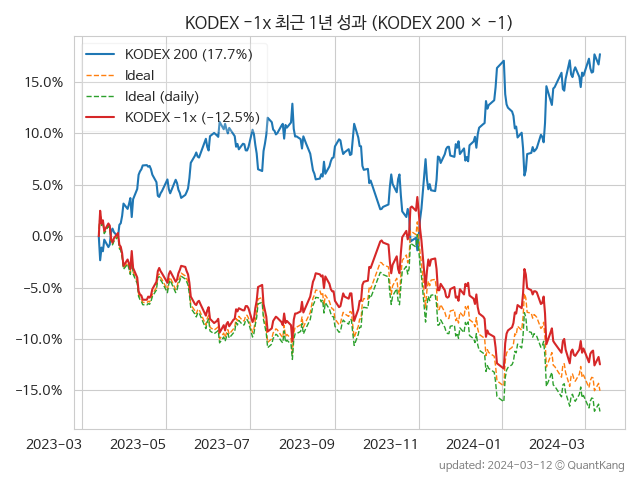 KODEX −1x 최근 1년 성과 (KODEX 200 × −1)
KODEX 200 (17.7%)
Ideal
Ideal (daily)
KODEX −1x (−12.5%)
15.0%
10.0%
5.0%
0.0%
−5.0%
−10.0%
−15.0%
2023-03 2023-05 2023-07 2023-09 2023-11 2024-01 2024-03
updated: 2024-03-12 © QuantKang